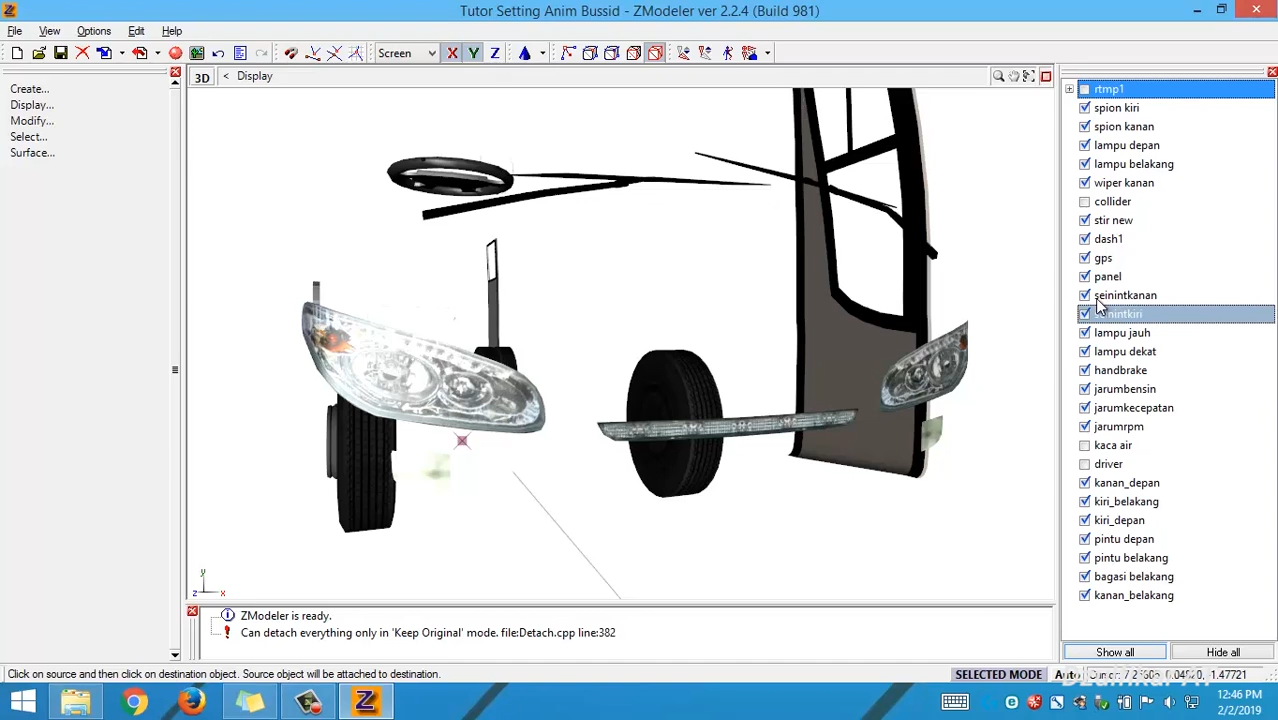 Tutor Setting Anim Bussid - ZModeler ver 2.2.4 (Build 981)
File View Options Edit Help
Screen X Y Z
3D < Display
Create...
Display...
Modify...
Select...
Surface...
rtmp1
spion kiri
spion kanan
lampu depan
lampu belakang
wiper kanan
collider
stir new
dash1
gps
panel
seinintkanan
seinintkiri
lampu jauh
lampu dekat
handbrake
jarumbensin
jarumkecepatan
jarumrpm
kaca air
driver
kanan_depan
kiri_belakang
kiri_depan
pintu depan
pintu belakang
bagasi belakang
kanan_belakang
y
z x
ZModeler is ready.
Can detach everything only in 'Keep Original' mode. file:Detach.cpp line:382
Show all Hide all
Click on source and then click on destination object. Source object will be attached to destination. SELECTED MODE Auto
12:46 PM
2/2/2019